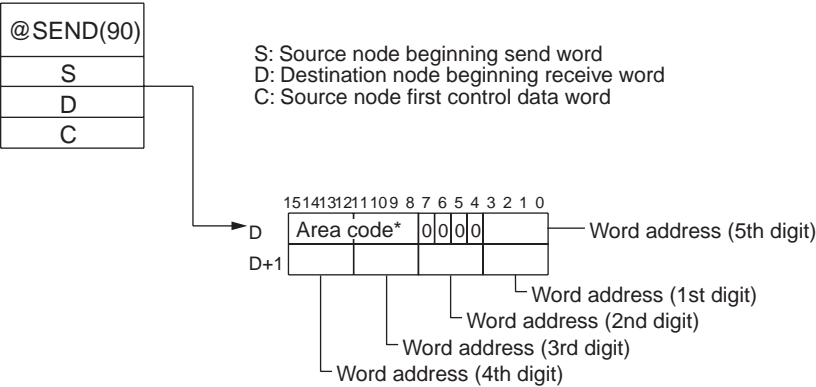 @SEND(90)
S
D
C
S: Source node beginning send word
D: Destination node beginning receive word
C: Source node first control data word
15 14 13 12 11 10 9 8 7 6 5 4 3 2 1 0
D Area code* 0 0 0 0 Word address (5th digit)
D+1
Word address (1st digit)
Word address (2nd digit)
Word address (3rd digit)
Word address (4th digit)